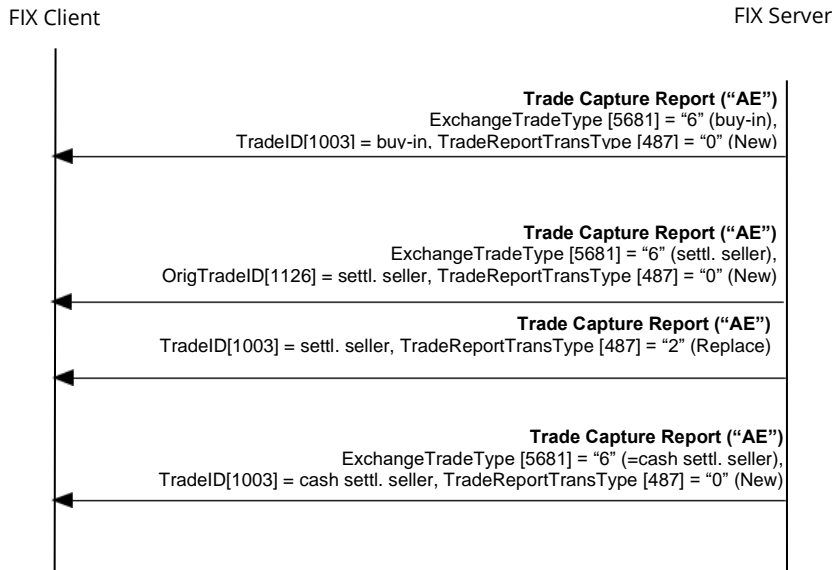 FIX Client
FIX Server
Trade Capture Report (“AE”)
ExchangeTradeType [5681] = “6” (buy-in),
TradeID[1003] = buy-in, TradeReportTransType [487] = “0” (New)
Trade Capture Report (“AE”)
ExchangeTradeType [5681] = “6” (settl. seller),
OrigTradeID[1126] = settl. seller, TradeReportTransType [487] = “0” (New)
Trade Capture Report (“AE”)
TradeID[1003] = settl. seller, TradeReportTransType [487] = “2” (Replace)
Trade Capture Report (“AE”)
ExchangeTradeType [5681] = “6” (=cash settl. seller),
TradeID[1003] = cash settl. seller, TradeReportTransType [487] = “0” (New)